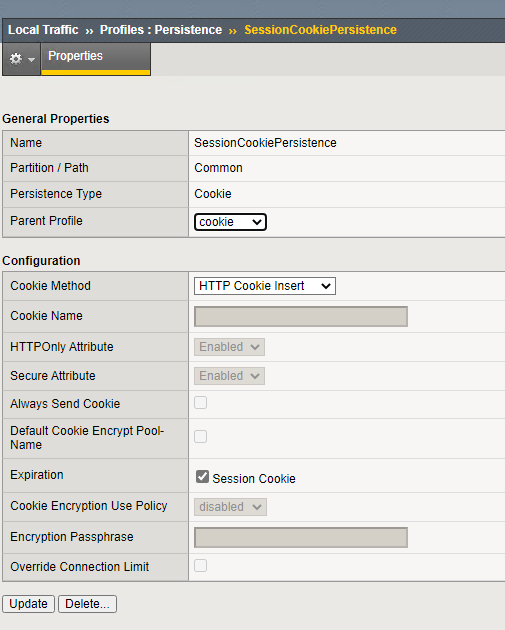 Local Traffic ›› Profiles : Persistence ›› SessionCookiePersistence
Properties
General Properties
Name SessionCookiePersistence
Partition / Path Common
Persistence Type Cookie
Parent Profile cookie
Configuration
Cookie Method HTTP Cookie Insert
Cookie Name
HTTPOnly Attribute Enabled
Secure Attribute Enabled
Always Send Cookie
Default Cookie Encrypt Pool-
Name
Expiration Session Cookie
Cookie Encryption Use Policy disabled
Encryption Passphrase
Override Connection Limit
Update Delete...